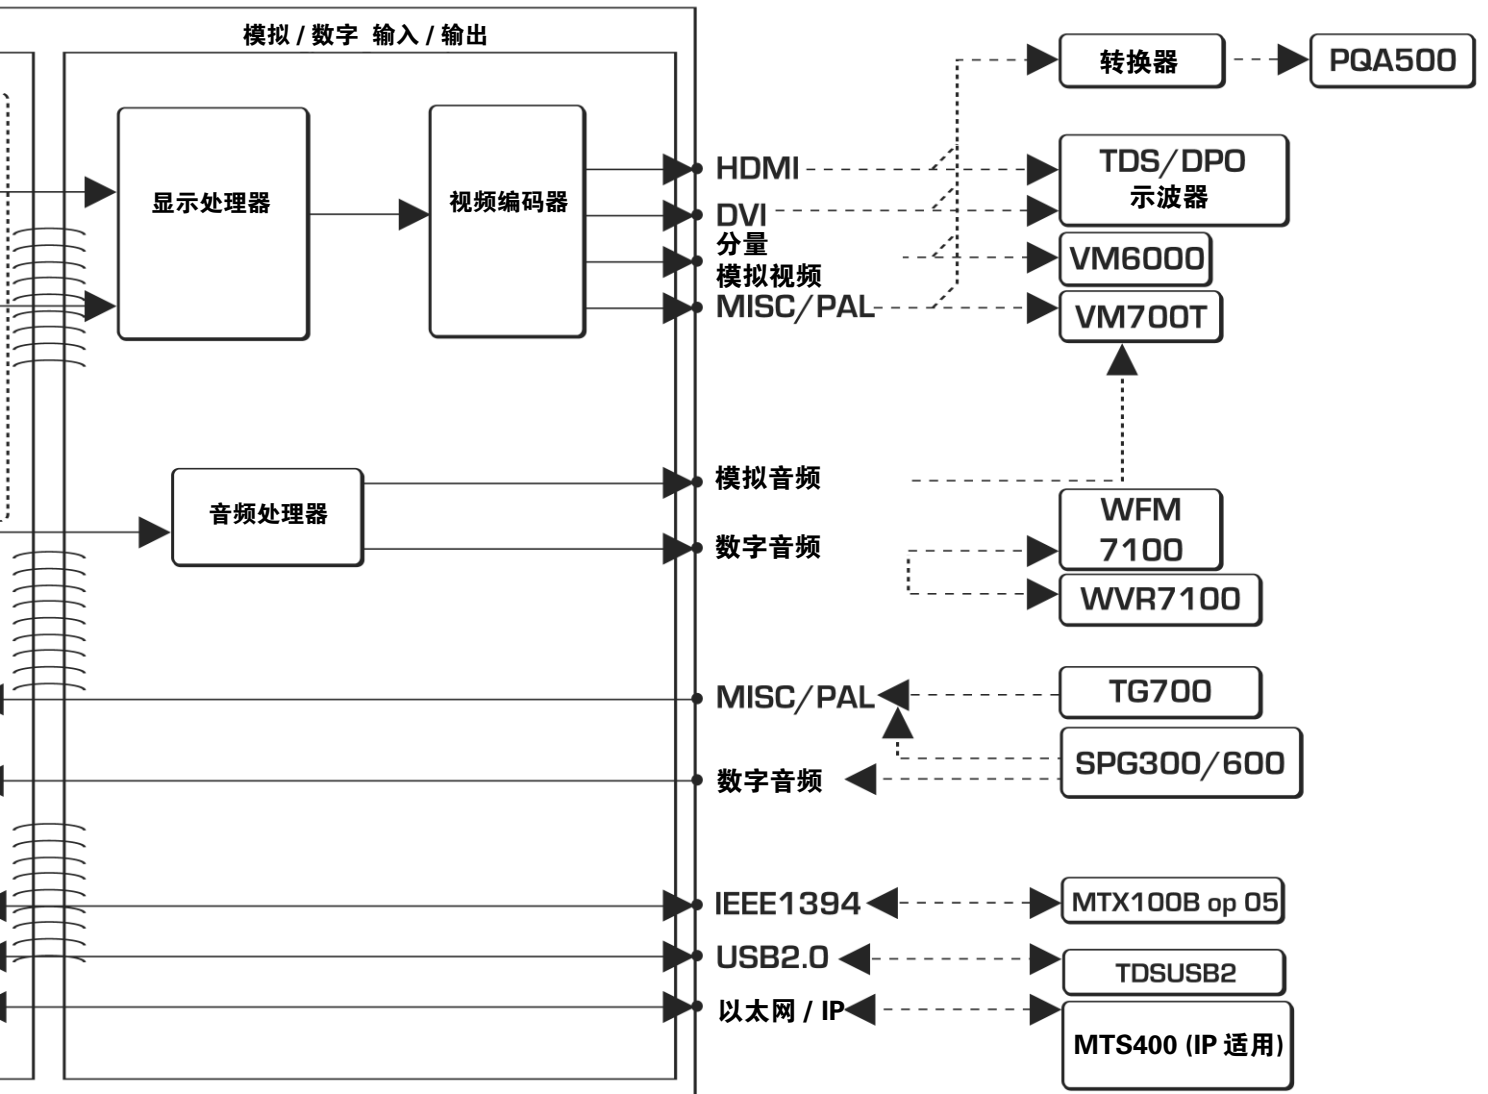 模拟 / 数字 输入 / 输出
转换器
PQA500
显示处理器
视频编码器
HDMI
DVI
分量
模拟视频
MISC/PAL
TDS/DPO
示波器
VM6000
VM700T
音频处理器
模拟音频
数字音频
WFM
7100
WVR7100
MISC/PAL
TG700
SPG300/600
数字音频
IEEE1394
MTX100B op 05
USB2.0
TDSUSB2
以太网 / IP
MTS400 (IP 适用)